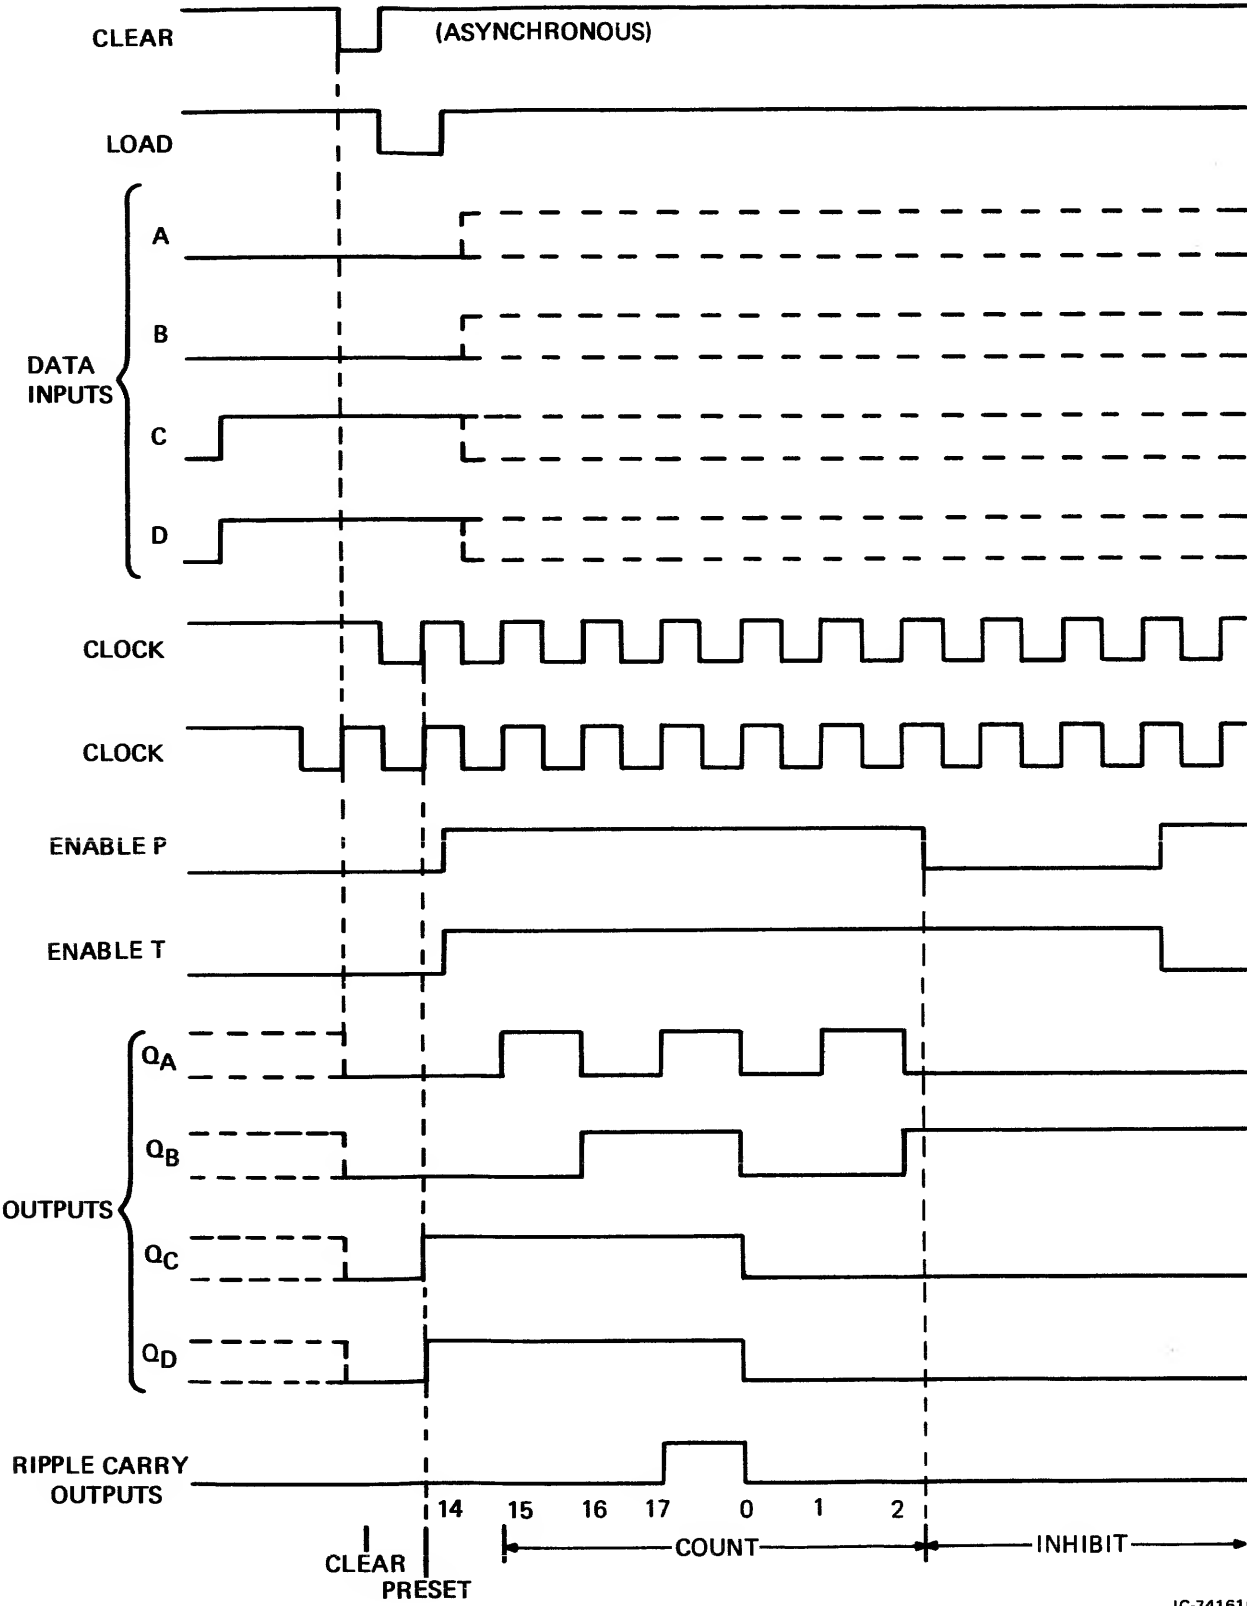 CLEAR
(ASYNCHRONOUS)
LOAD
A
B
DATA
INPUTS
C
D
CLOCK
CLOCK
ENABLE P
ENABLE T
QA
QB
OUTPUTS
QC
QD
RIPPLE CARRY
OUTPUTS
14 15 16 17 0 1 2
COUNT
INHIBIT
CLEAR
PRESET